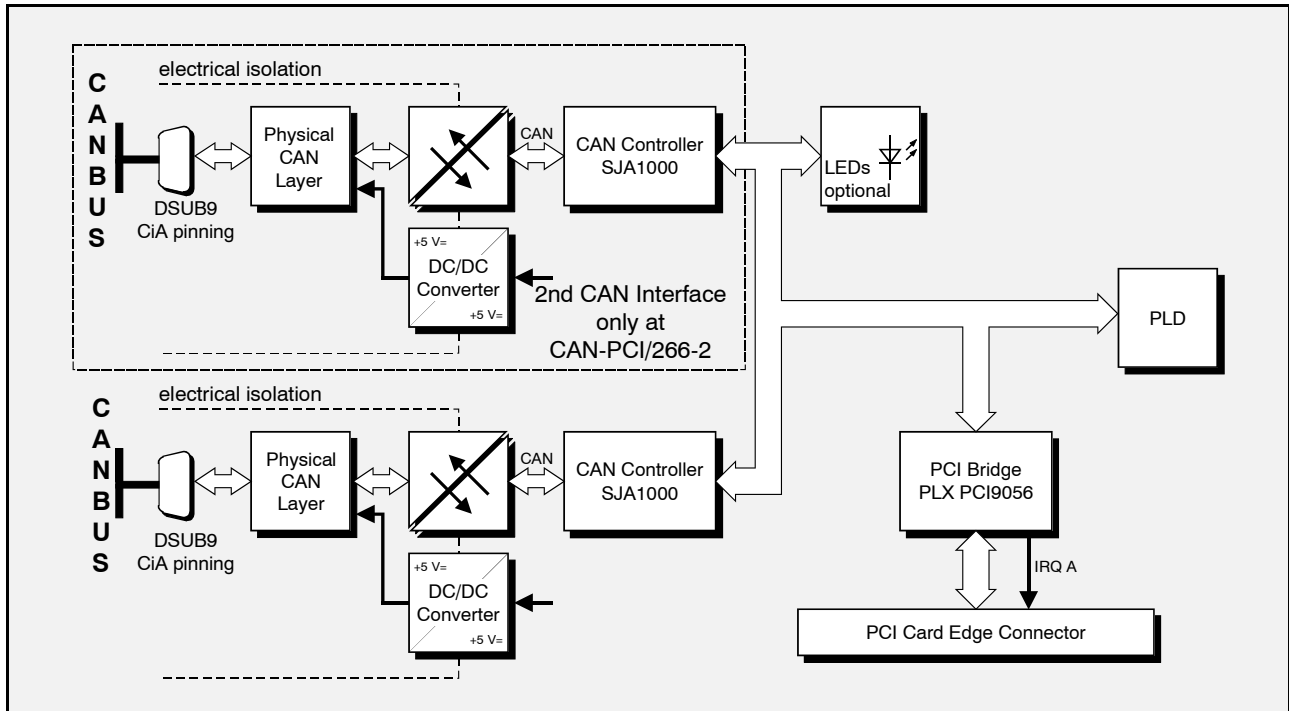 CANBUS
electrical isolation
DSUB9
CiA pinning
Physical
CAN
Layer
CAN
CAN Controller
SJA1000
LEDs
optional
+5 V=
DC/DC
Converter
+5 V=
2nd CAN Interface
only at
CAN-PCI/266-2
PLD
CANBUS
electrical isolation
DSUB9
CiA pinning
Physical
CAN
Layer
CAN
CAN Controller
SJA1000
+5 V=
DC/DC
Converter
+5 V=
PCI Bridge
PLX PCI9056
IRQ A
PCI Card Edge Connector